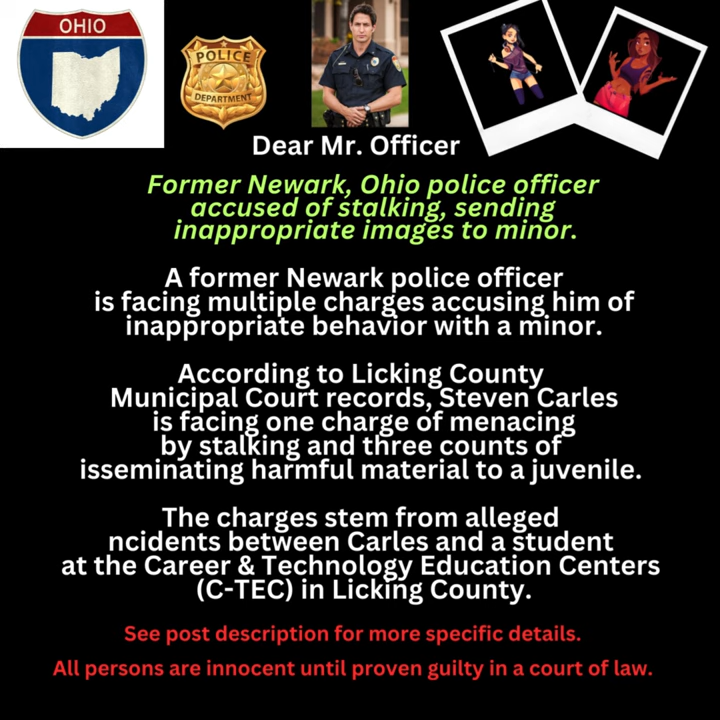 OHIO
POLICE
DEPARTMENT
Dear Mr. Officer
Former Newark, Ohio police officer
accused of stalking, sending
inappropriate images to minor.
A former Newark police officer
is facing multiple charges accusing him of
inappropriate behavior with a minor.
According to Licking County
Municipal Court records, Steven Carles
is facing one charge of menacing
by stalking and three counts of
isseminating harmful material to a juvenile.
The charges stem from alleged
ncidents between Carles and a student
at the Career & Technology Education Centers
(C-TEC) in Licking County.
See post description for more specific details.
All persons are innocent until proven guilty in a court of law.